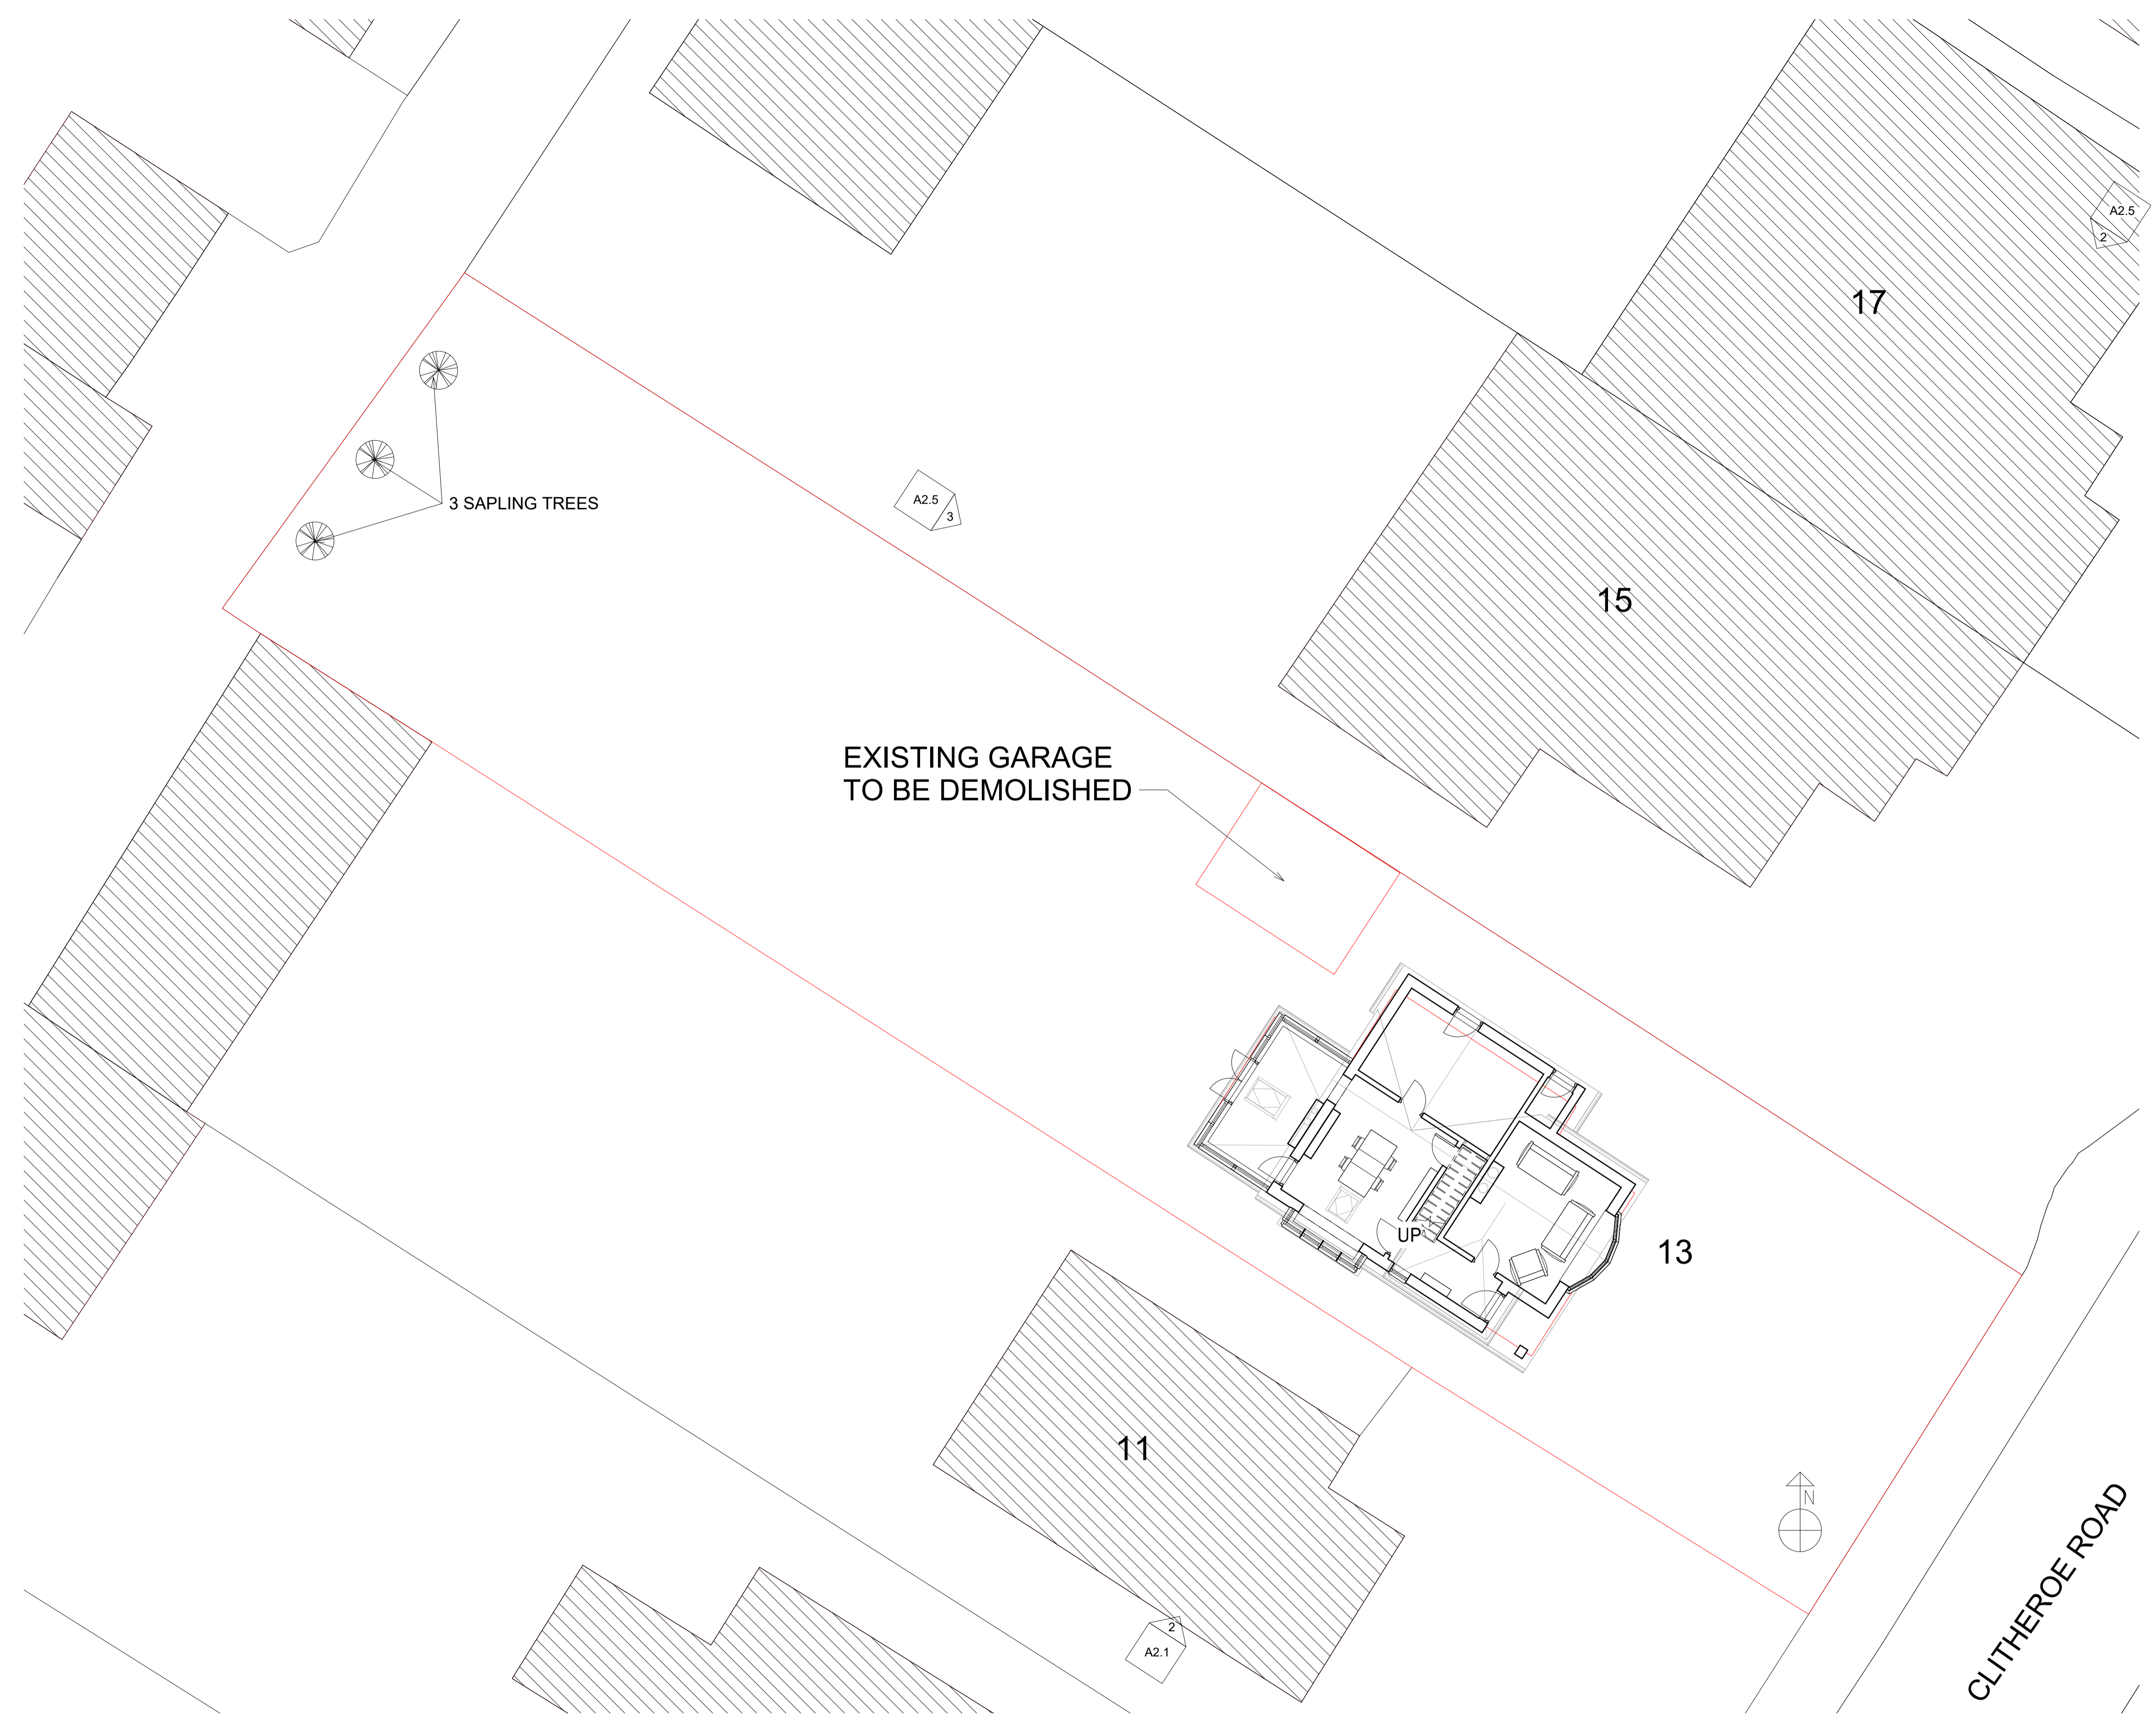 A2.5
2
17
A2.5
3
3 SAPLING TREES
15
EXISTING GARAGE
TO BE DEMOLISHED
UP
13
11
N
CLITHEROE ROAD
2
A2.1